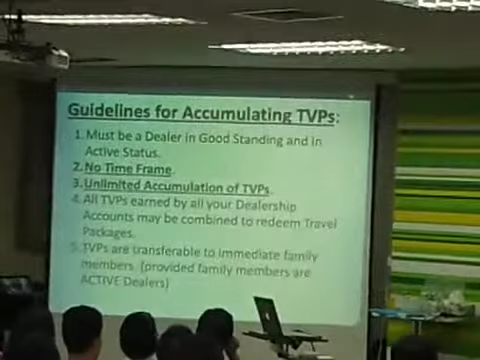 Guidelines for Accumulating TVPs:
1. Must be a Dealer in Good Standing and in
Active Status.
2. No Time Frame.
3. Unlimited Accumulation of TVPs.
4. All TVPs earned by all your Dealership
Accounts may be combined to redeem Travel
Packages.
5. TVPs are transferable to immediate family
members. (provided family members are
ACTIVE Dealers)